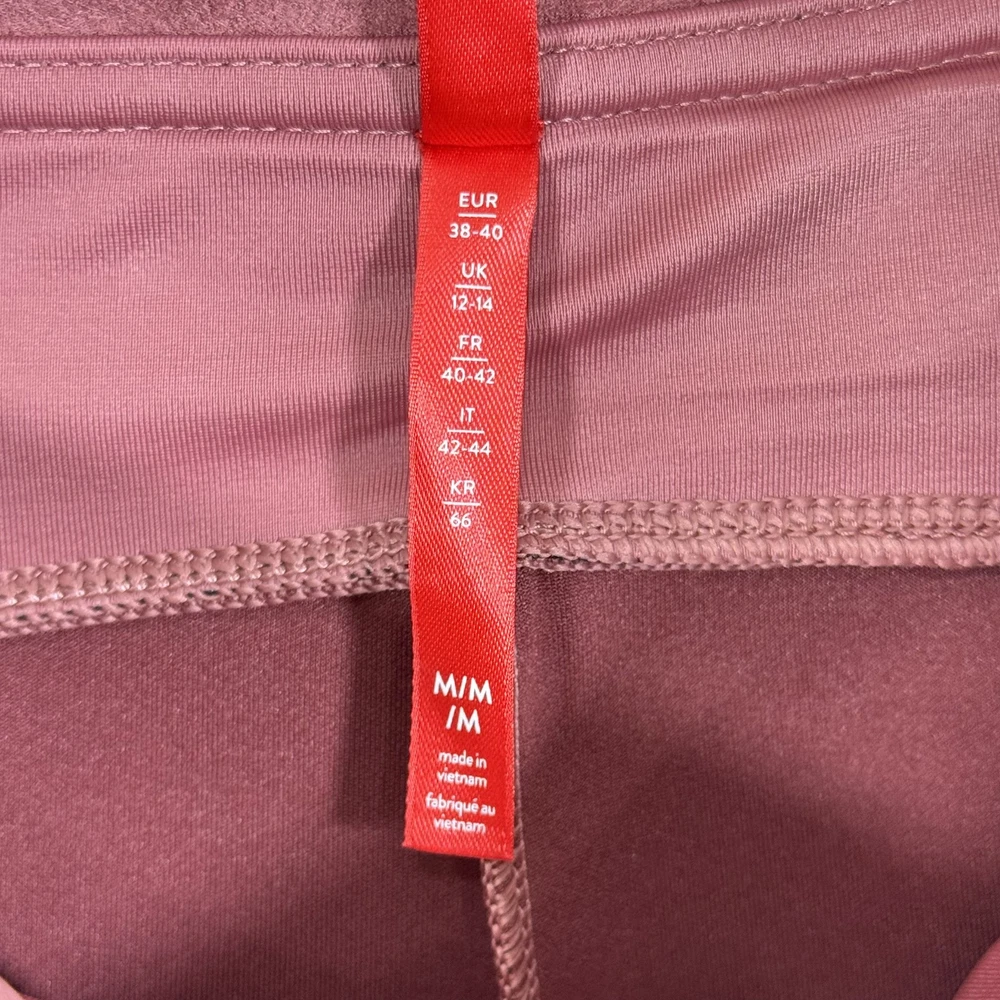 EUR
38-40
UK
12-14
FR
40-42
IT
42-44
KR
66
M/M
/M
made in
vietnam
fabriqué au
vietnam